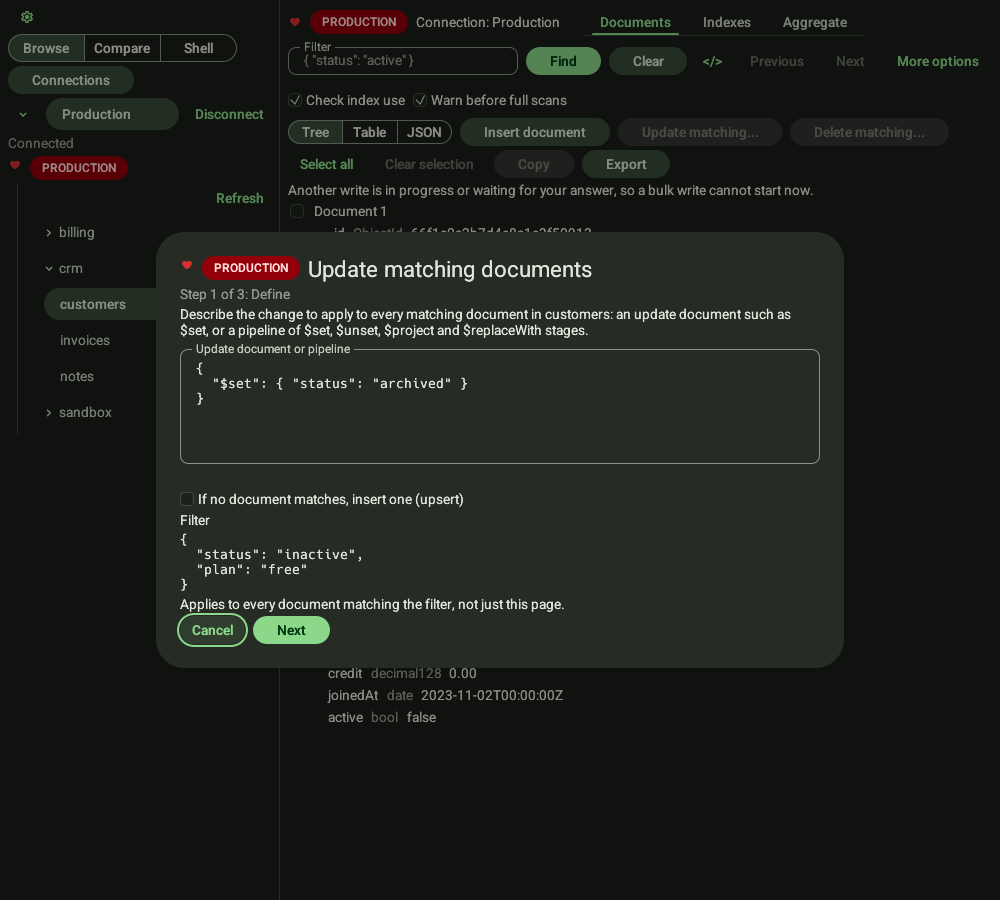 Browse Compare Shell
Connections
Production Disconnect
Connected
PRODUCTION
Refresh
billing
crm
customers
invoices
notes
sandbox
PRODUCTION Connection: Production Documents Indexes Aggregate
Filter
{ "status": "active" } Find Clear </> Previous Next More options
Check index use Warn before full scans
Tree Table JSON Insert document Update matching... Delete matching...
Select all Clear selection Copy Export
Another write is in progress or waiting for your answer, so a bulk write cannot start now.
Document 1
PRODUCTION Update matching documents
Step 1 of 3: Define
Describe the change to apply to every matching document in customers: an update document such as
$set, or a pipeline of $set, $unset, $project and $replaceWith stages.
Update document or pipeline
{
"$set": { "status": "archived" }
}
If no document matches, insert one (upsert)
Filter
{
"status": "inactive",
"plan": "free"
}
Applies to every document matching the filter, not just this page.
Cancel Next
credit decimal128 0.00
joinedAt date 2023-11-02T00:00:00Z
active bool false